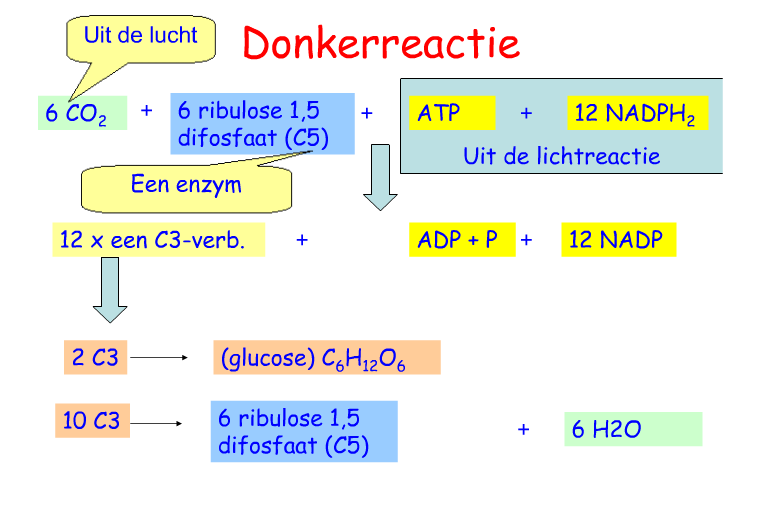 Uit de lucht
Donkerreactie
6 CO₂ + 6 ribulose 1,5 difosfaat (C5) + ATP + 12 NADPH₂
Uit de lichtreactie
Een enzym
12 x een C3-verb. + ADP + P + 12 NADP
2 C3 (glucose) C₆H₁₂O₆
10 C3 6 ribulose 1,5 difosfaat (C5) + 6 H2O